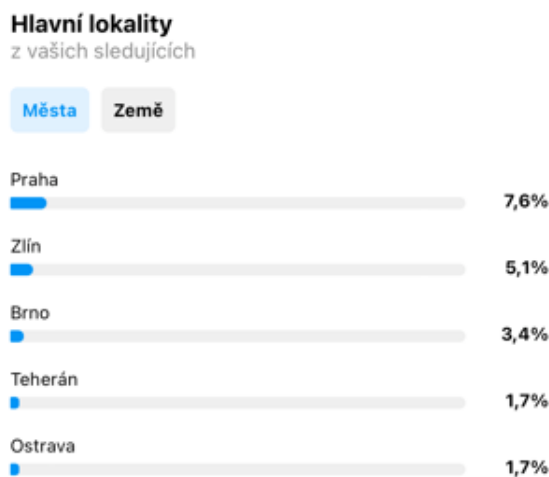 Hlavní lokality
z vašich sledujících
Města Země
Praha
7,6%
Zlín
5,1%
Brno
3,4%
Teherán
1,7%
Ostrava
1,7%